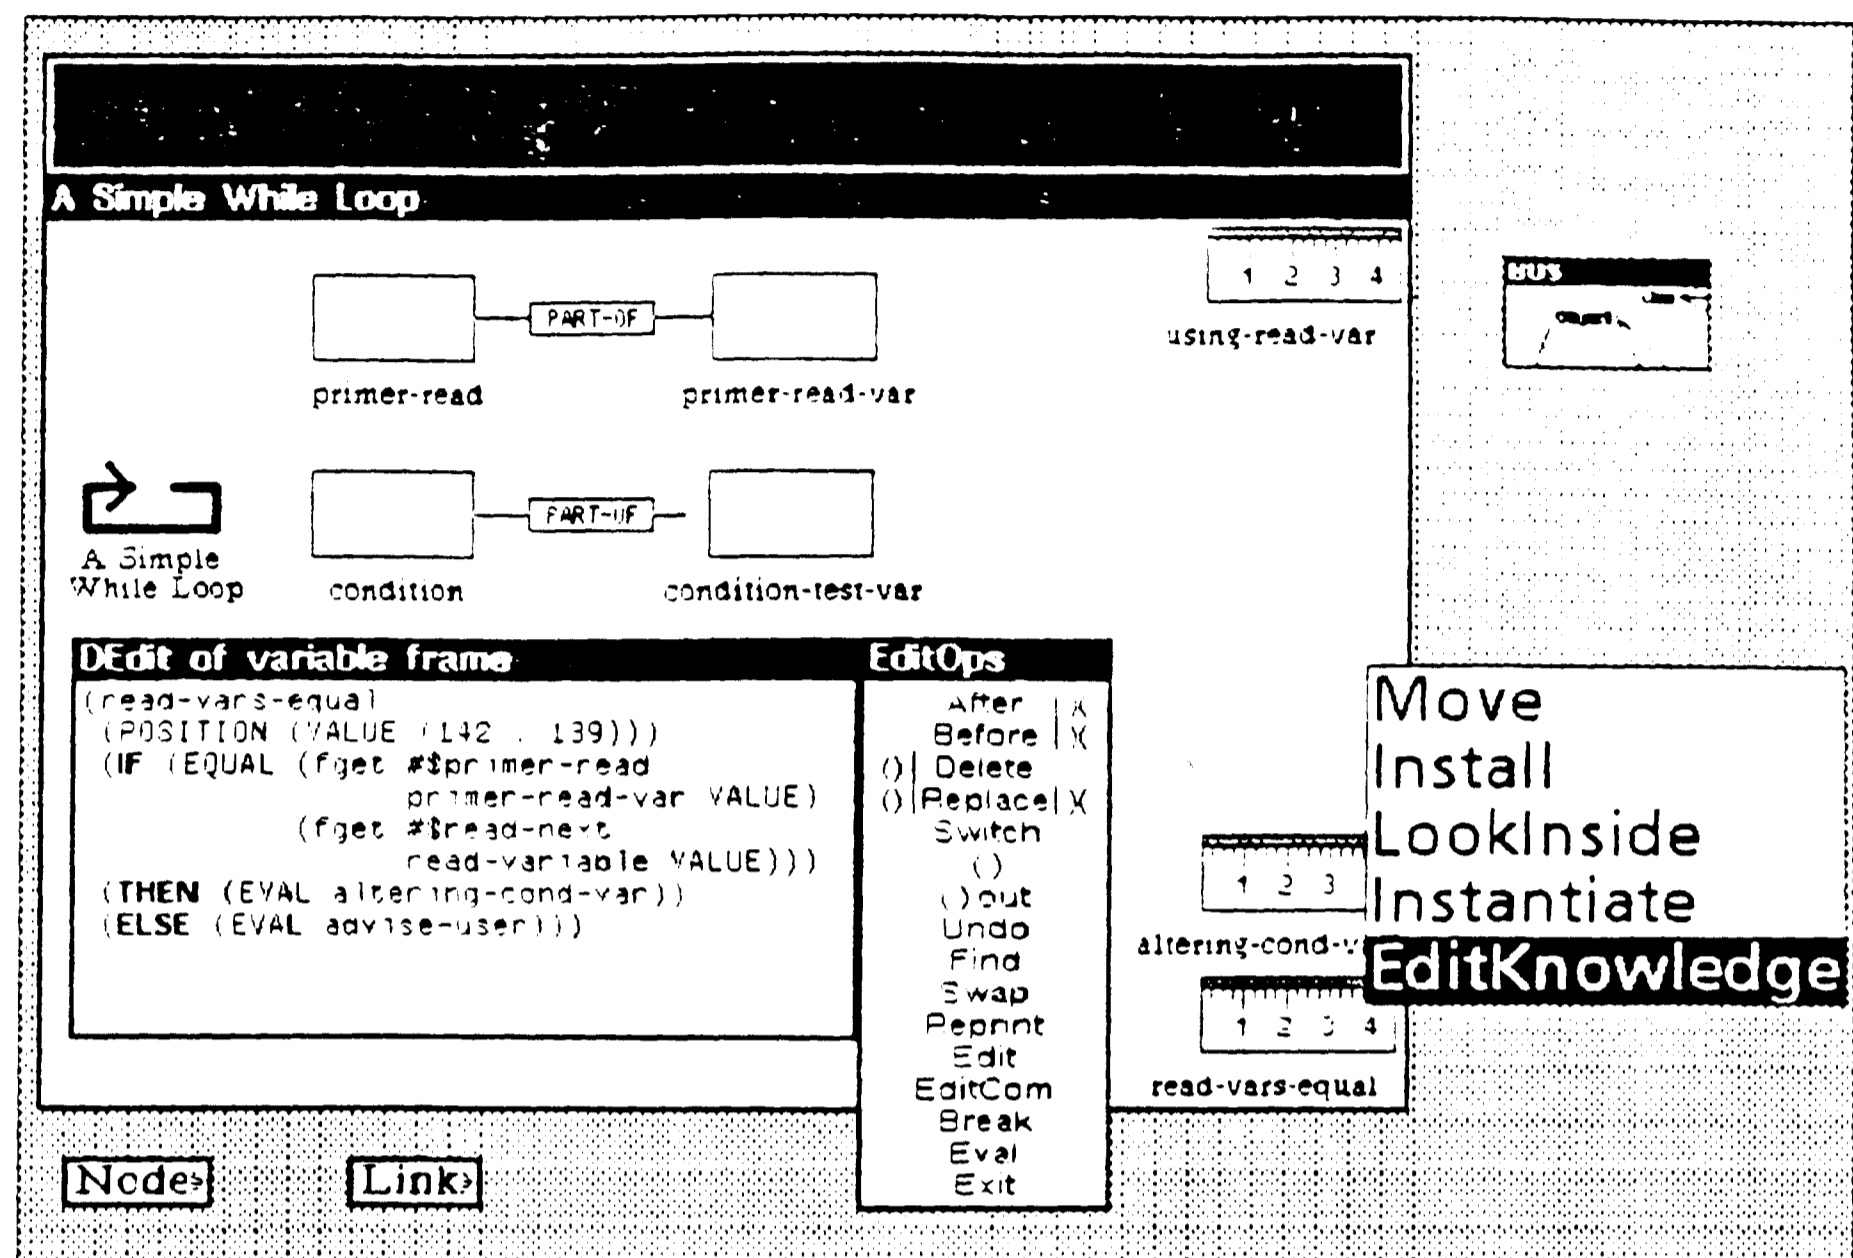 A Simple While Loop
1 2 3 4
using-read-var
PART-OF
primer-read
primer-read-var
A Simple
While Loop
PART-OF
condition
condition-test-var
DEdit of variable frame
(read-vars-equal
(POSITION (VALUE (142 . 139)))
(IF (EQUAL (fget #$primer-read
primer-read-var VALUE)
(fget #$read-next
read-variable VALUE)))
(THEN (EVAL altering-cond-var))
(ELSE (EVAL advise-user)))
EditOps
After
Before
() Delete
() Replace
Switch
()
()out
Undo
Find
Swap
Reprint
Edit
EditCom
Break
Eval
Exit
1 2 3
altering-cond-v
1 2 3 4
read-vars-equal
Move
Install
LookInside
Instantiate
EditKnowledge
Node>
Link>